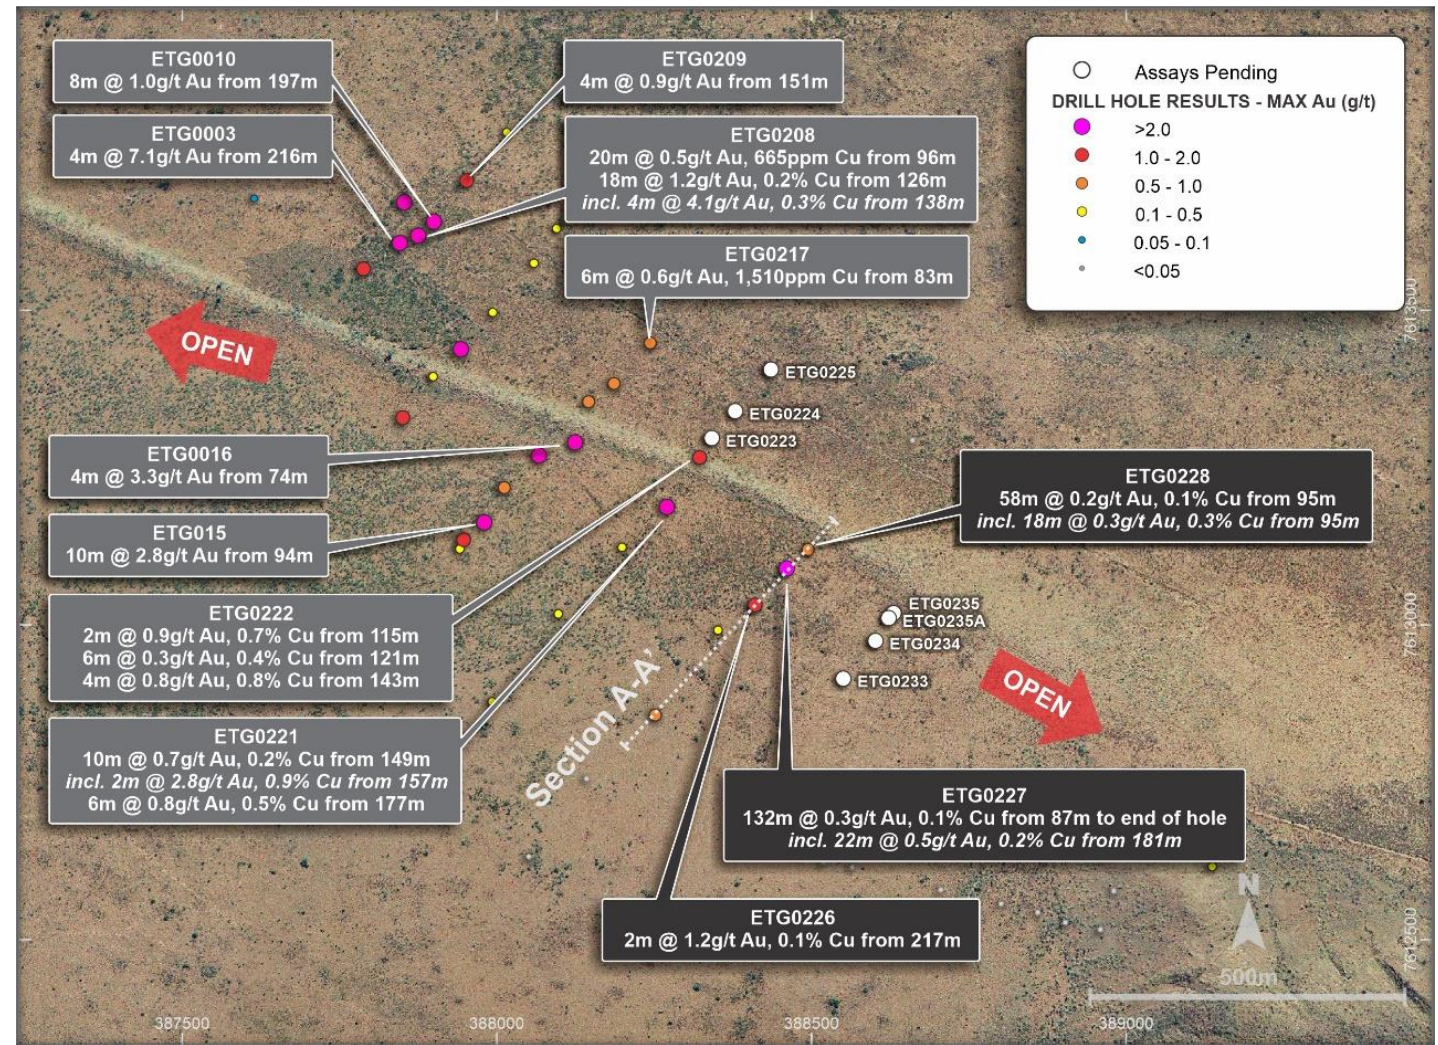 ETG0010
8m @ 1.0g/t Au from 197m
ETG0003
4m @ 7.1g/t Au from 216m
ETG0209
4m @ 0.9g/t Au from 151m
ETG0208
20m @ 0.5g/t Au, 665ppm Cu from 96m
18m @ 1.2g/t Au, 0.2% Cu from 126m
incl. 4m @ 4.1g/t Au, 0.3% Cu from 138m
ETG0217
6m @ 0.6g/t Au, 1,510ppm Cu from 83m
Assays Pending
DRILL HOLE RESULTS - MAX Au (g/t)
>2.0
1.0 - 2.0
0.5 - 1.0
0.1 - 0.5
0.05 - 0.1
<0.05
7613500
OPEN
ETG0225
ETG0224
ETG0223
ETG0016
4m @ 3.3g/t Au from 74m
ETG015
10m @ 2.8g/t Au from 94m
ETG0228
58m @ 0.2g/t Au, 0.1% Cu from 95m
incl. 18m @ 0.3g/t Au, 0.3% Cu from 95m
ETG0222
2m @ 0.9g/t Au, 0.7% Cu from 115m
6m @ 0.3g/t Au, 0.4% Cu from 121m
4m @ 0.8g/t Au, 0.8% Cu from 143m
ETG0235
ETG0235A
ETG0234
ETG0233
7613000
OPEN
Section A-A'
ETG0221
10m @ 0.7g/t Au, 0.2% Cu from 149m
incl. 2m @ 2.8g/t Au, 0.9% Cu from 157m
6m @ 0.8g/t Au, 0.5% Cu from 177m
ETG0227
132m @ 0.3g/t Au, 0.1% Cu from 87m to end of hole
incl. 22m @ 0.5g/t Au, 0.2% Cu from 181m
ETG0226
2m @ 1.2g/t Au, 0.1% Cu from 217m
N
500m
7612500
387500
388000
388500
389000